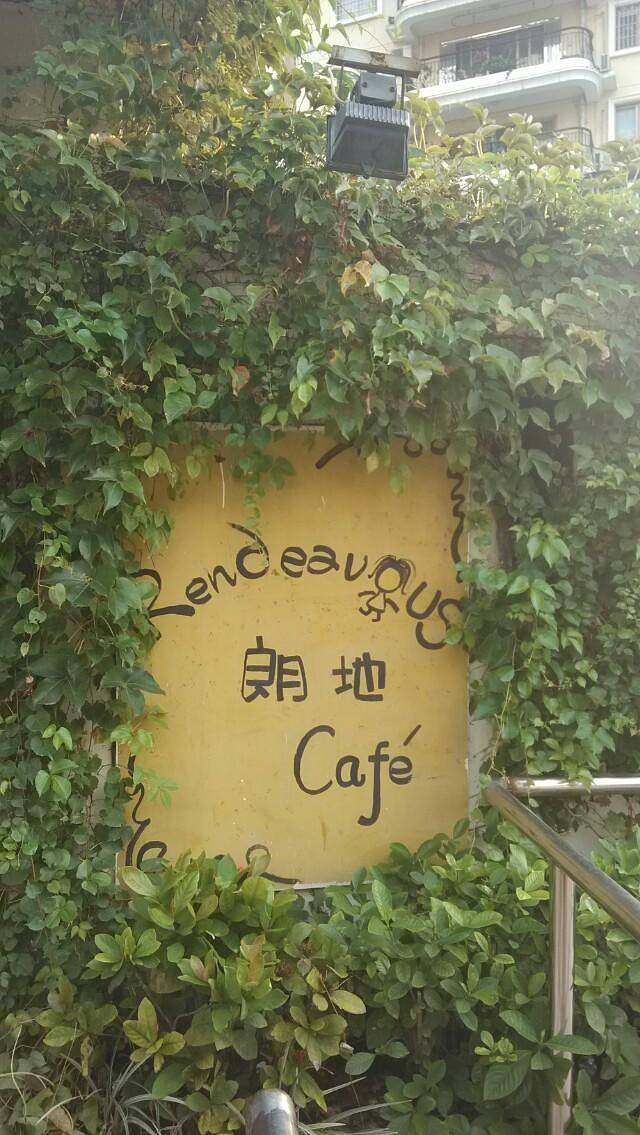 Rendeavous
朗地
Café